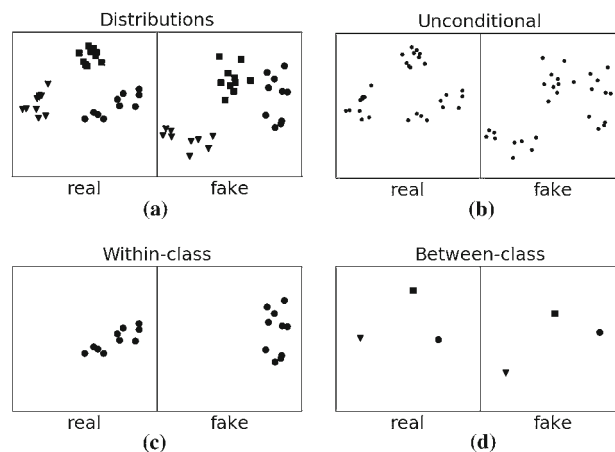 Distributions
real
fake
(a)
Unconditional
real
fake
(b)
Within-class
real
fake
(c)
Between-class
real
fake
(d)